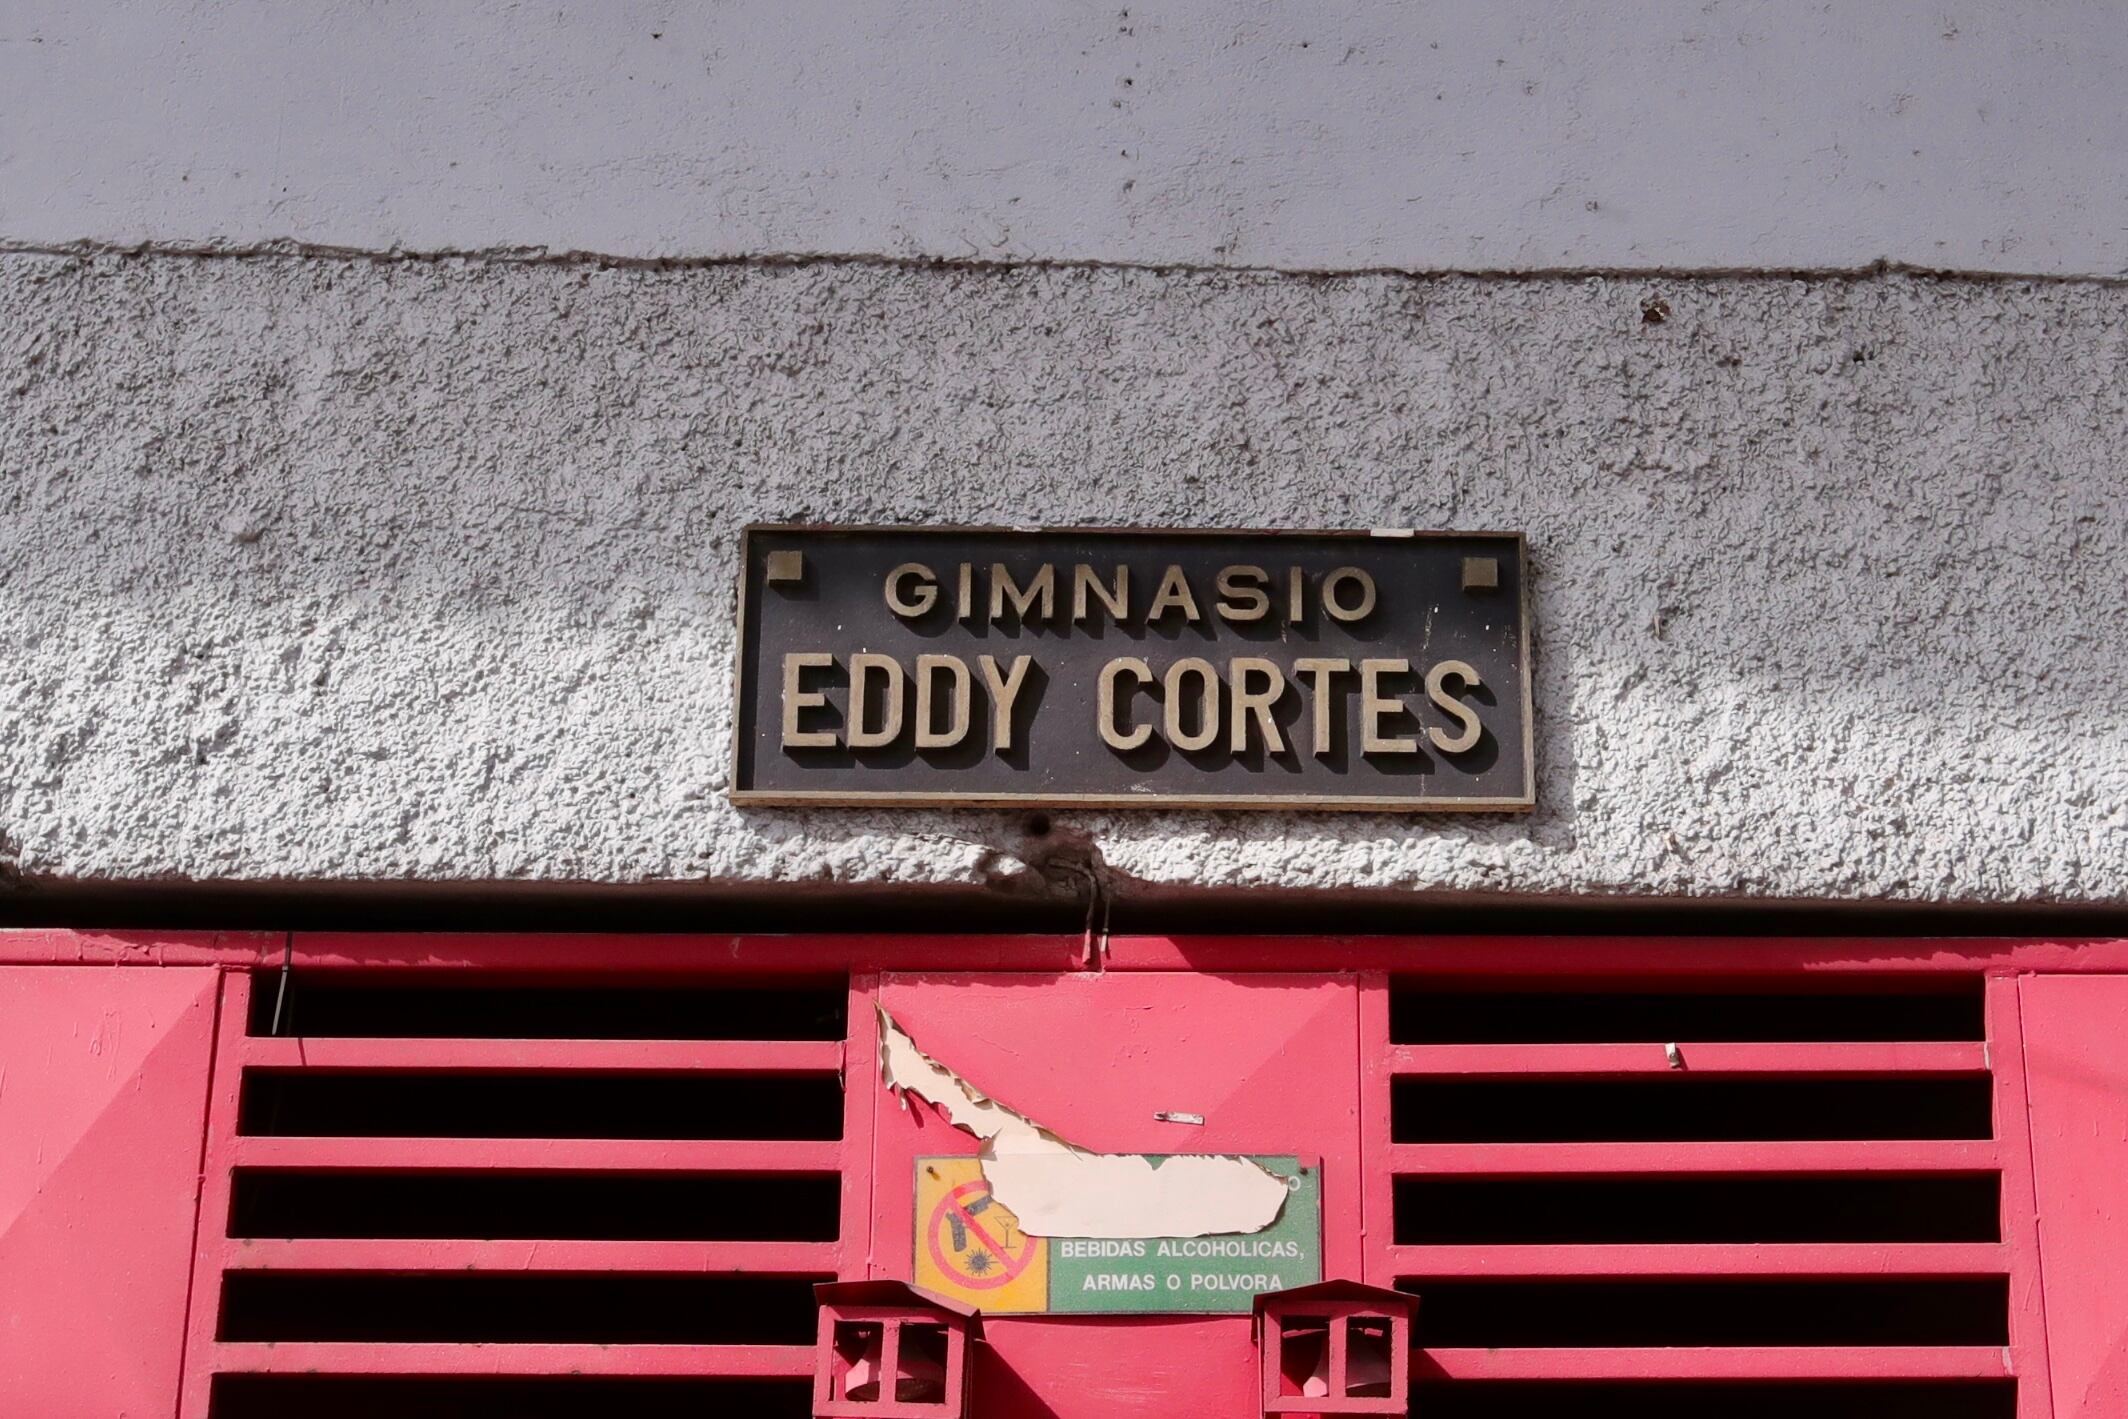 GIMNASIO
EDDY CORTES
BEBIDAS ALCOHOLICAS,
ARMAS O POLVORA